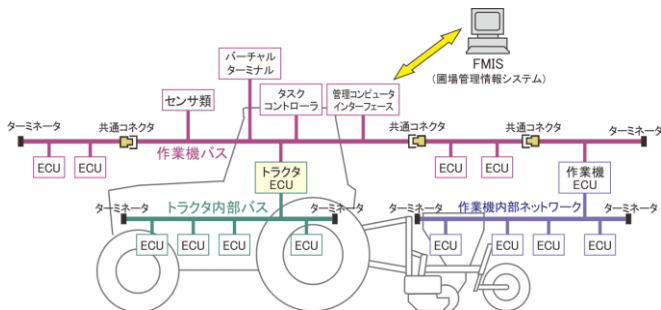 FMIS
(圃場管理情報システム)
バーチャル
ターミナル
センサ類
タスク
コントローラ
管理コンピュータ
インターフェース
ターミネータ
共通コネクタ
共通コネクタ
共通コネクタ
ターミネータ
作業機バス
ECU
ECU
ECU
ECU
トラクタ
ECU
作業機
ECU
ターミネータ
トラクタ内部バス
ターミネータ
ターミネータ
作業機内部ネットワーク
ターミネータ
ECU
ECU
ECU
ECU
ECU
ECU
ECU
ECU